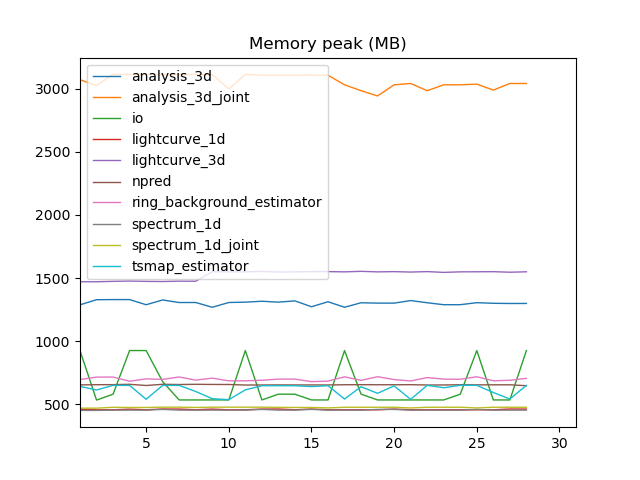 Memory peak (MB)
3000
2500
2000
1500
1000
500
analysis_3d
analysis_3d_joint
io
lightcurve_1d
lightcurve_3d
npred
ring_background_estimator
spectrum_1d
spectrum_1d_joint
tsmap_estimator
5 10 15 20 25 30